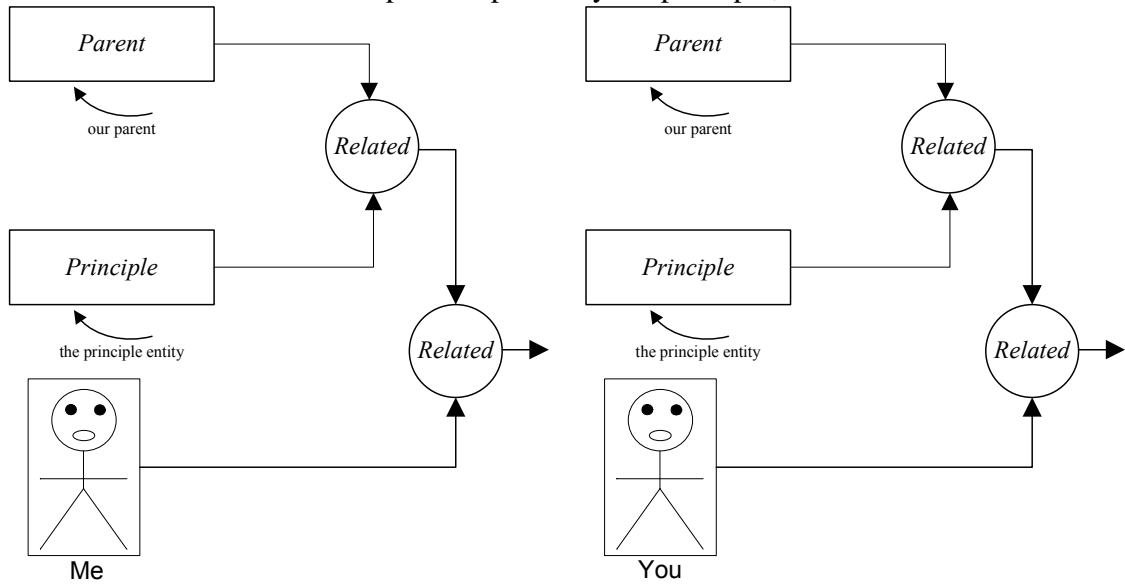 Parent
our parent
Related
Principle
the principle entity
Related
Me
Parent
our parent
Related
Principle
the principle entity
Related
You